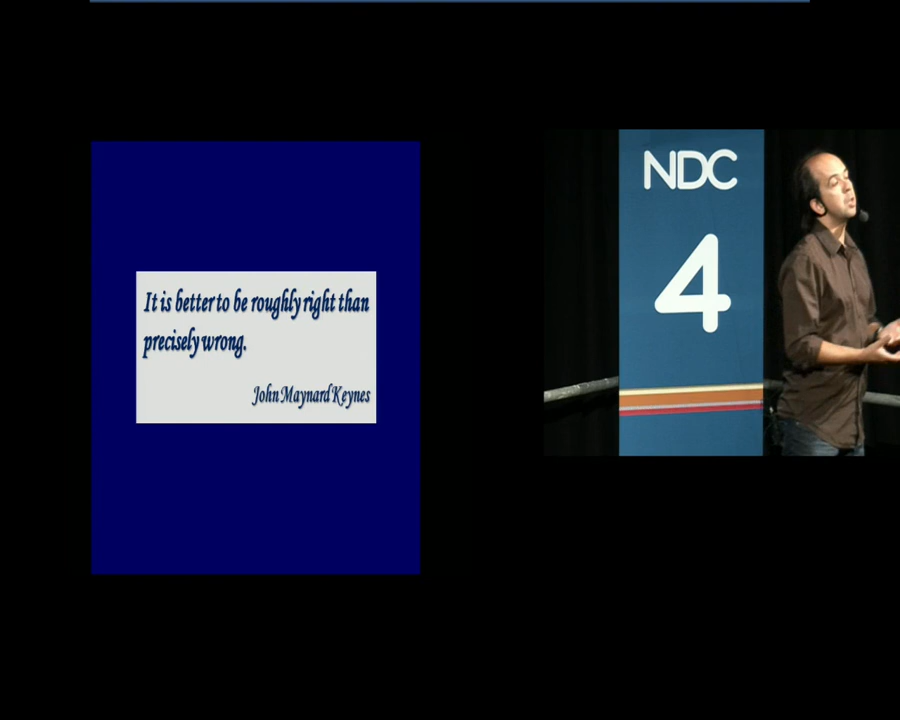 It is better to be roughly right than
precisely wrong.
John Maynard Keynes
NDC
4